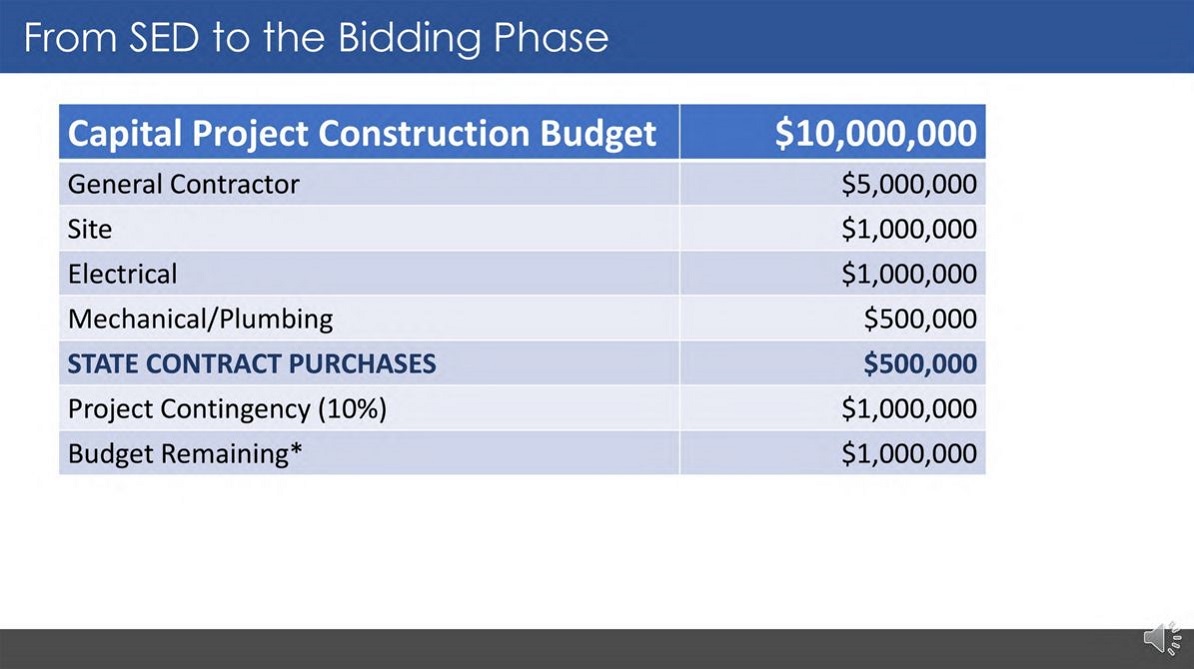 From SED to the Bidding Phase
Capital Project Construction Budget $10,000,000
General Contractor $5,000,000
Site $1,000,000
Electrical $1,000,000
Mechanical/Plumbing $500,000
STATE CONTRACT PURCHASES $500,000
Project Contingency (10%) $1,000,000
Budget Remaining* $1,000,000